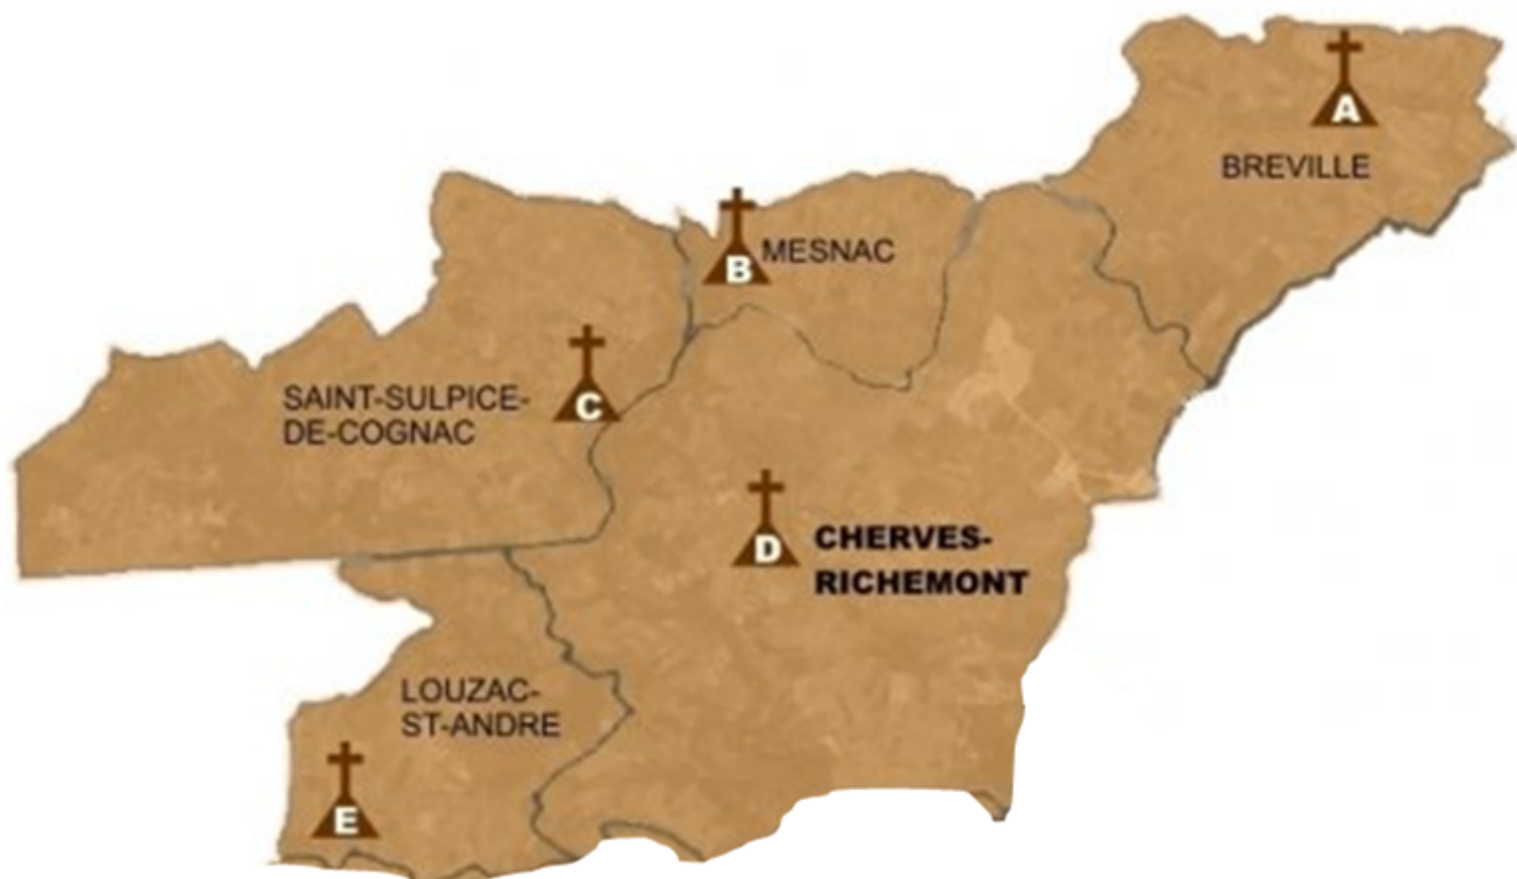 A
BREVILLE
B
MESNAC
SAINT-SULPICE-
DE-COGNAC
C
D
CHERVES-
RICHEMONT
LOUZAC-
ST-ANDRE
E